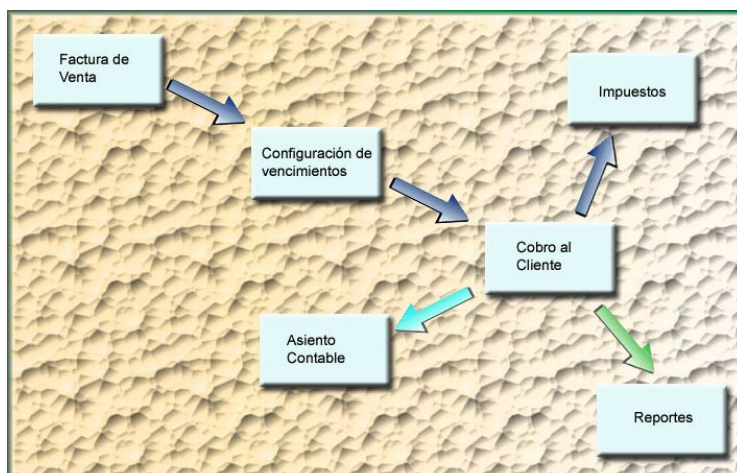 Factura de
Venta
Impuestos
Configuración de
vencimientos
Cobro al
Cliente
Asiento
Contable
Reportes